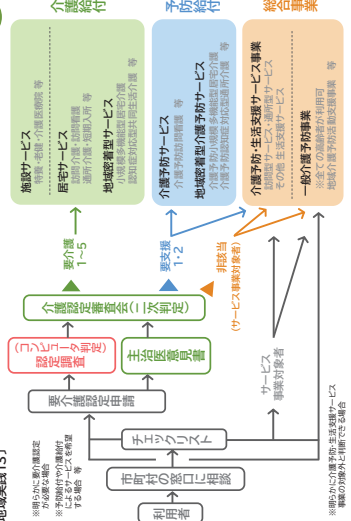 地域実践「3」
利用者
市町村の窓口に相談
チェックリスト
※明らかに要介護認定
が必要な場合
※予防給付や介護給付
によるサービスを希望
する場合 等
※明らかに介護予防・生活支援サービス
事業の対象外と判断できる場合
要介護認定申請
サービス
事業対象者
(コンピュータ判定)
認定調査
主治医意見書
介護認定審査会(二次判定)
要介護
1~5
要支援
1・2
非該当
(サービス事業対象者)
介護給付
施設サービス
特養・老健・介護医療院 等
居宅サービス
訪問介護・訪問看護
通所介護・短期入所 等
地域密着型サービス
小規模多機能型居宅介護
認知症対応型共同生活介護 等
予防給付
介護予防サービス
介護予防訪問看護 等
地域密着型介護予防サービス
介護予防小規模多機能型居宅介護
介護予防認知症対応型通所介護 等
総合事業
介護予防・生活支援サービス事業
訪問型サービス・通所型サービス
その他 生活支援サービス
一般介護予防事業
※全ての高齢者が利用可
地域介護予防活動支援事業 等